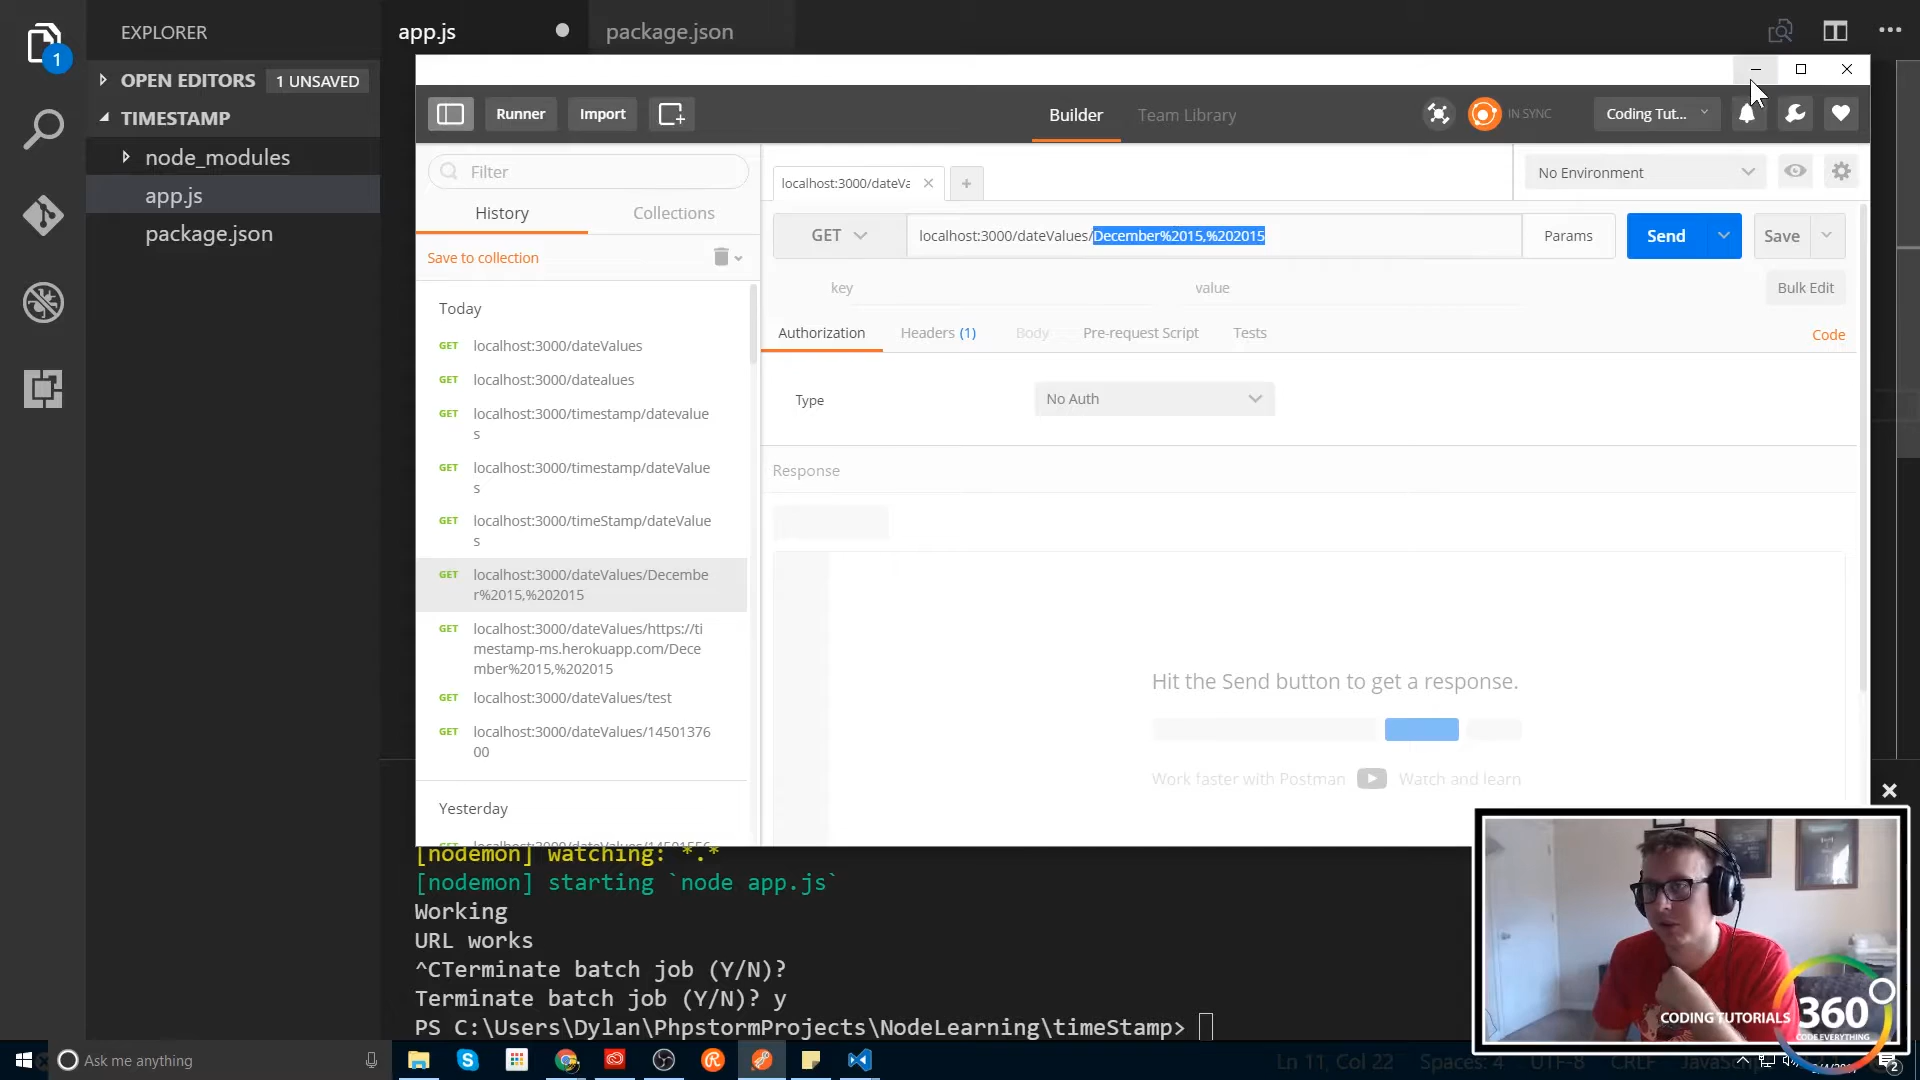 EXPLORER
app.js
package.json
1
OPEN EDITORS
1 UNSAVED
TIMESTAMP
node_modules
app.js
package.json
Runner
Import
Builder
Team Library
IN SYNC
Coding Tut...
Filter
History
Collections
Save to collection
Today
GET localhost:3000/dateValues
GET localhost:3000/datealues
GET localhost:3000/timestamp/datevalue
s
GET localhost:3000/timestamp/dateValue
s
GET localhost:3000/timeStamp/dateValue
s
GET localhost:3000/dateValues/Decembe
r%2015,%202015
GET localhost:3000/dateValues/https://ti
mestamp-ms.herokuapp.com/Dece
mber%2015,%202015
GET localhost:3000/dateValues/test
GET localhost:3000/dateValues/14501376
00
Yesterday
localhost:3000/dateVa
No Environment
GET
localhost:3000/dateValues/December%2015,%202015
Params
Send
Save
key
value
Bulk Edit
Authorization
Headers (1)
Body
Pre-request Script
Tests
Code
Type
No Auth
Response
Hit the Send button to get a response.
Work faster with Postman
Watch and learn
[nodemon] watching: *.*
[nodemon] starting `node app.js`
Working
URL works
^CTerminate batch job (Y/N)?
Terminate batch job (Y/N)? y
PS C:\Users\Dylan\PhpstormProjects\NodeLearning\timeStamp>
360
CODING TUTORIALS
CODE EVERYTHING
Ask me anything
Ln 11, Col 22
Spaces: 4
UTF-8
CRLF
2